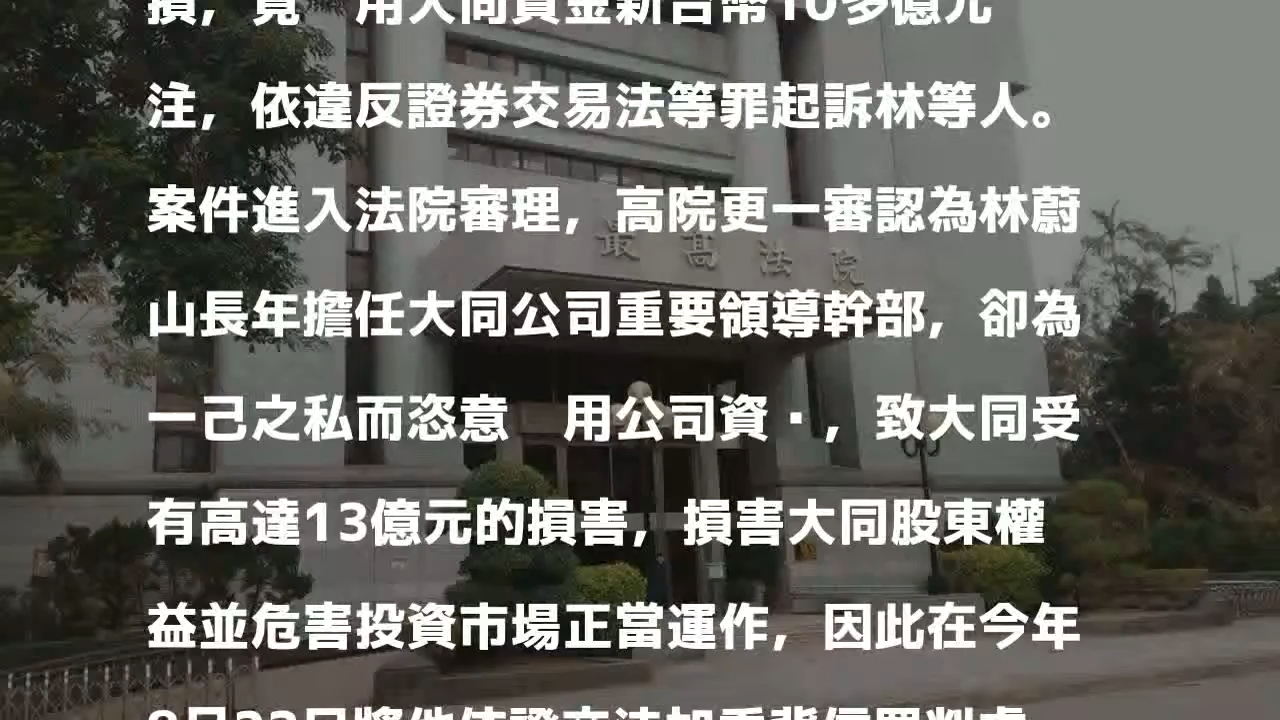 損，竟　用大同資金新台幣10多億元
注，依違反證券交易法等罪起訴林等人。
案件進入法院審理，高院更一審認為林蔚
最高法院
山長年擔任大同公司重要領導幹部，卻為
一己之私而恣意　用公司資·，致大同受
有高達13億元的損害，損害大同股東權
益並危害投資市場正當運作，因此在今年